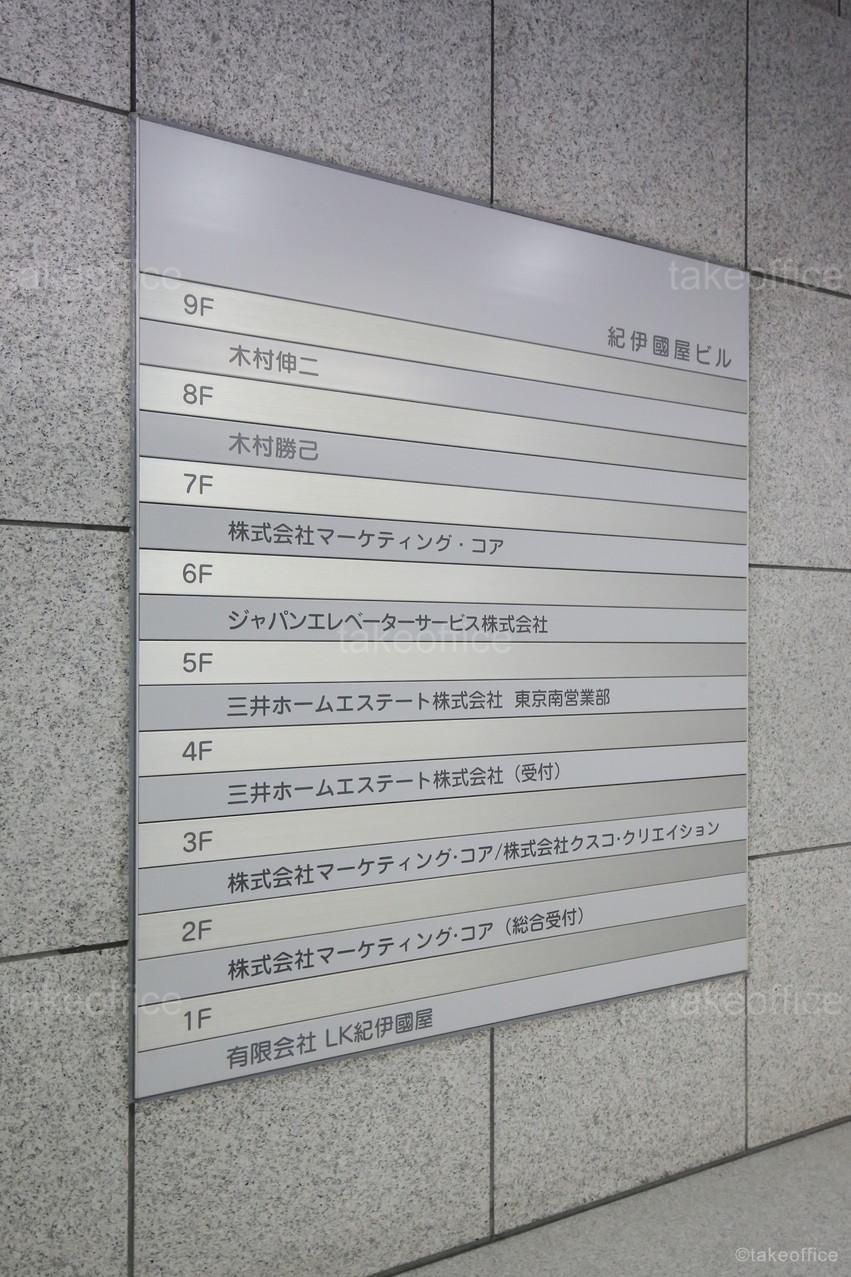 紀伊國屋ビル
9F
木村伸二
8F
木村勝己
7F
株式会社マーケティング・コア
6F
ジャパンエレベーターサービス株式会社
5F
三井ホームエステート株式会社 東京南営業部
4F
三井ホームエステート株式会社（受付）
3F
株式会社マーケティング・コア/株式会社クスコ・クリエイション
2F
株式会社マーケティング・コア（総合受付）
1F
有限会社 LK紀伊國屋
takeoffice
takeoffice
takeoffice
takeoffice
takeoffice
©takeoffice